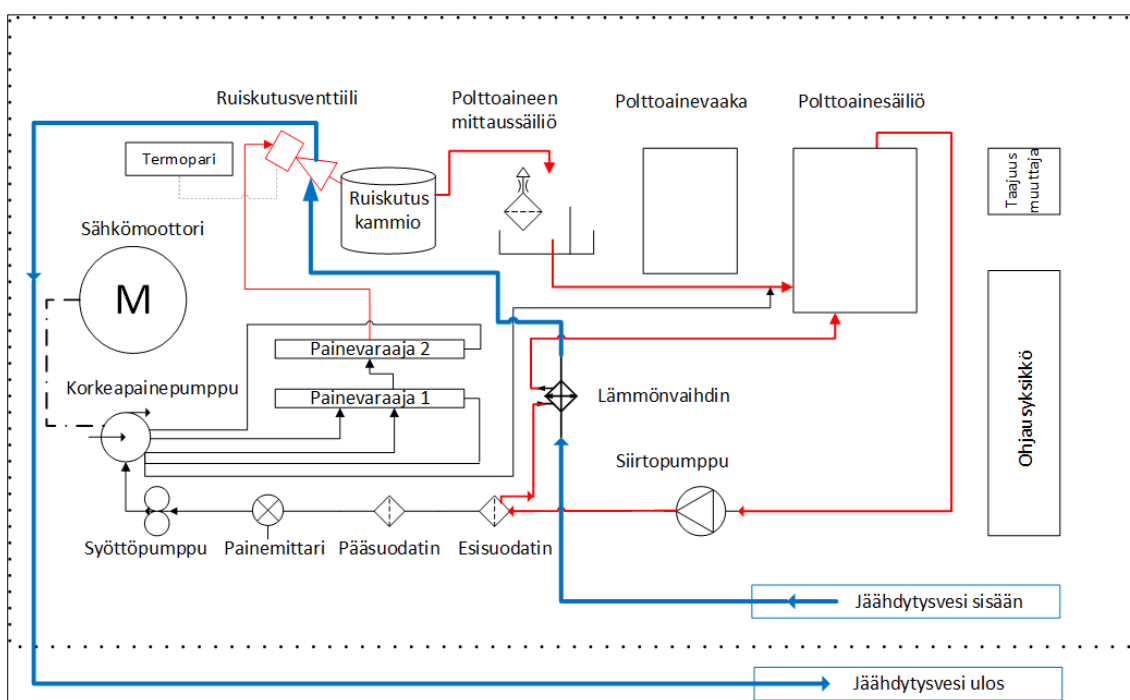 Ruiskutusventtiili
Polttoaineen
mittaussäiliö
Polttoainevaaka
Polttoainesäiliö
Termopari
Taajuus
muuttaja
Ruiskutus
kammio
Sähkömoottori
M
Painevaraaja 2
Korkeapainepumppu
Painevaraaja 1
Lämmönvaihdin
Ohjausyksikkö
Siirtopumppu
Syöttöpumppu
Painemittari
Pääsuodatin
Esisuodatin
Jäähdytysvesi sisään
Jäähdytysvesi ulos